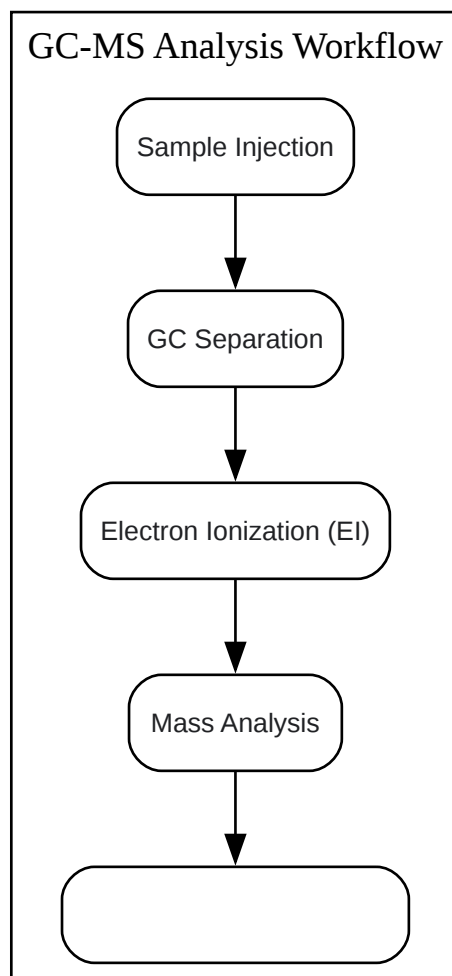 GC-MS Analysis Workflow
Sample Injection
GC Separation
Electron Ionization (EI)
Mass Analysis